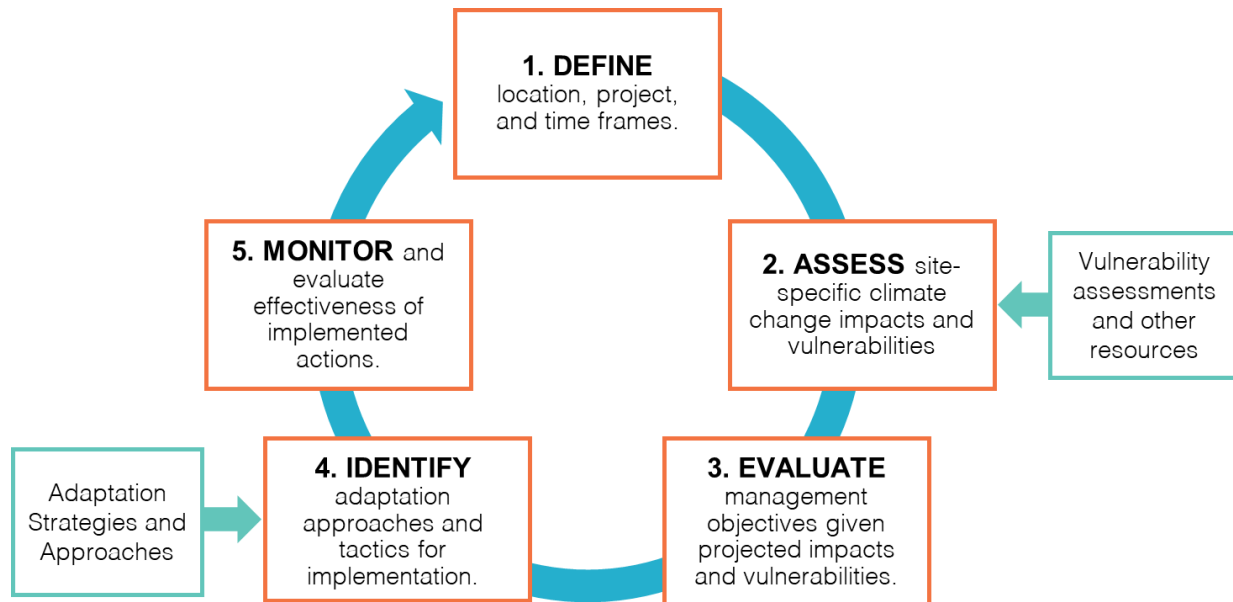 1. DEFINE
location, project,
and time frames.
2. ASSESS site-
specific climate
change impacts and
vulnerabilities
Vulnerability
assessments
and other
resources
3. EVALUATE
management
objectives given
projected impacts
and vulnerabilities.
4. IDENTIFY
adaptation
approaches and
tactics for
implementation.
Adaptation
Strategies and
Approaches
5. MONITOR and
evaluate
effectiveness of
implemented
actions.